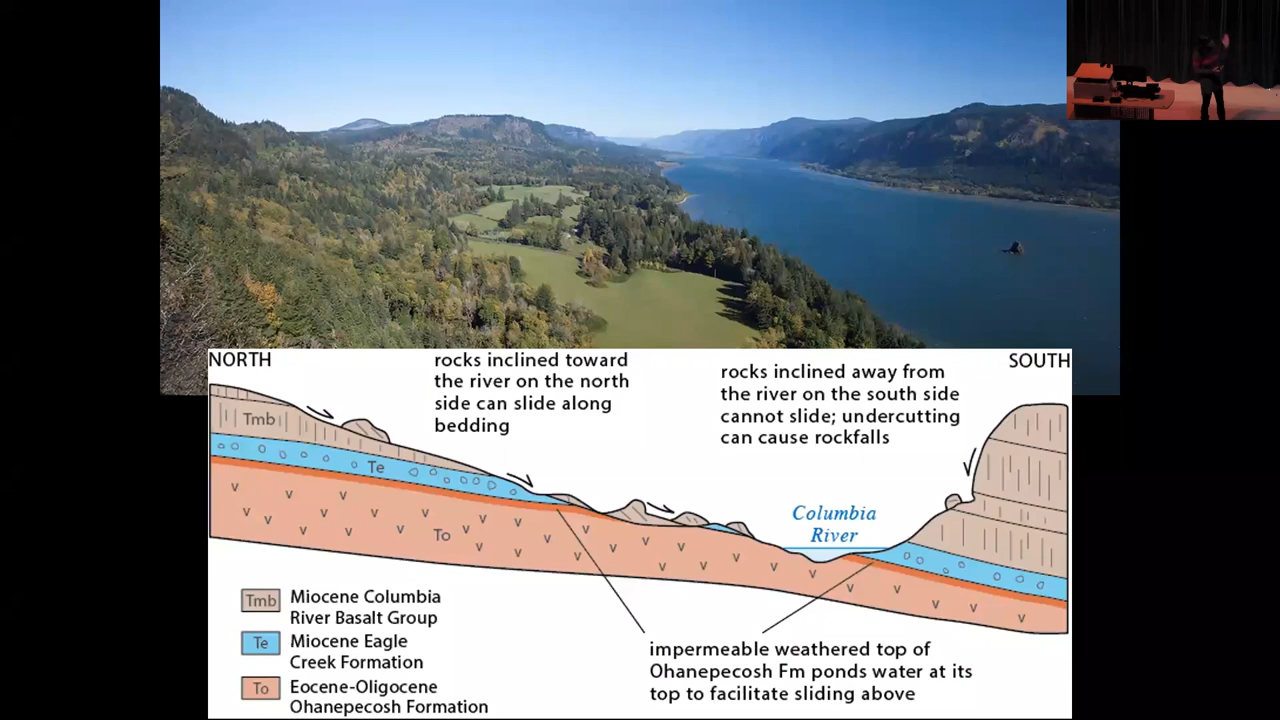 NORTH
SOUTH
rocks inclined toward
the river on the north
side can slide along
bedding
rocks inclined away from
the river on the south side
cannot slide; undercutting
can cause rockfalls
Tmb
Te
To
Columbia
River
Tmb
Miocene Columbia
River Basalt Group
Te
Miocene Eagle
Creek Formation
To
Eocene-Oligocene
Ohanepecosh Formation
impermeable weathered top of
Ohanepecosh Fm ponds water at its
top to facilitate sliding above